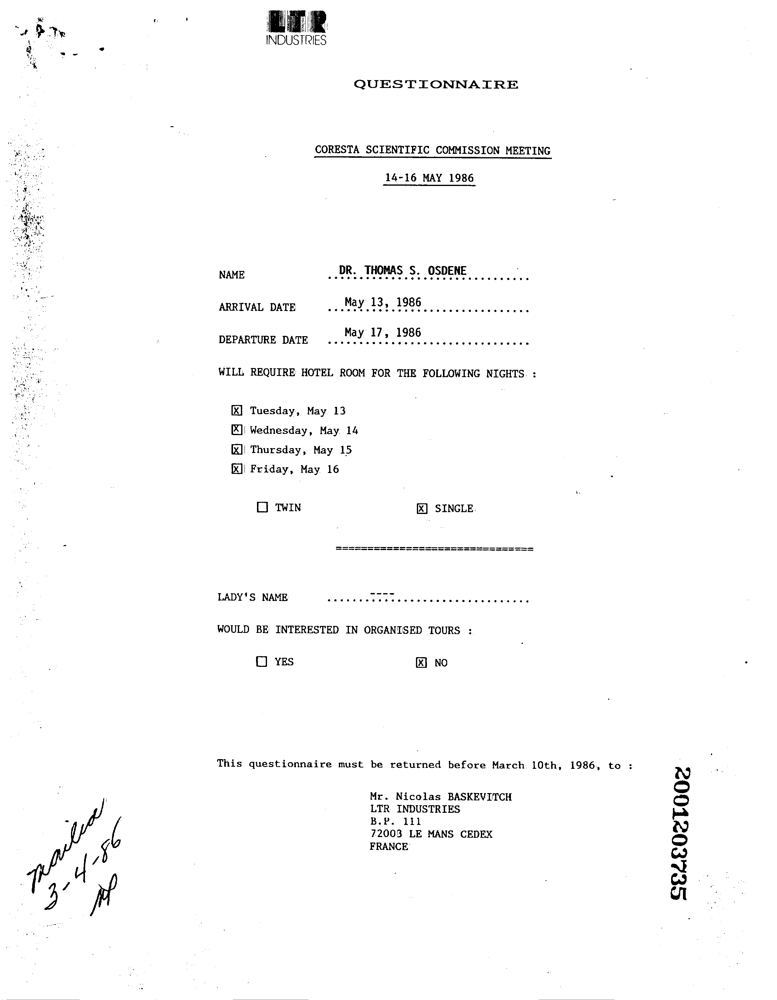 LTR
INDUSTRIES
QUESTIONNAIRE
CORESTA SCIENTIFIC COMMISSION MEETING
14-16 MAY 1986
NAME DR. THOMAS S. OSDENE
ARRIVAL DATE May 13, 1986
DEPARTURE DATE May 17, 1986
WILL REQUIRE HOTEL ROOM FOR THE FOLLOWING NIGHTS :
X Tuesday, May 13
X Wednesday, May 14
X Thursday, May 15
X Friday, May 16
TWIN X SINGLE
==============================
LADY'S NAME .......----.....................
WOULD BE INTERESTED IN ORGANISED TOURS :
YES X NO
This questionnaire must be returned before March 10th, 1986, to :
Mr. Nicolas BASKEVITCH
LTR INDUSTRIES
B.P. 111
72003 LE MANS CEDEX
FRANCE
mailed
3-4-86
2001203735